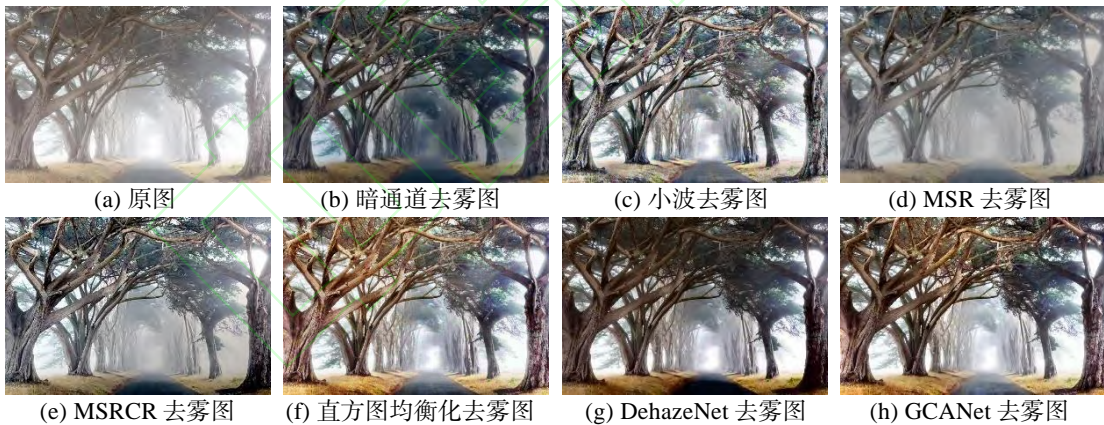 (a) 原图
(b) 暗通道去雾图
(c) 小波去雾图
(d) MSR 去雾图
(e) MSRCR 去雾图
(f) 直方图均衡化去雾图
(g) DehazeNet 去雾图
(h) GCANet 去雾图